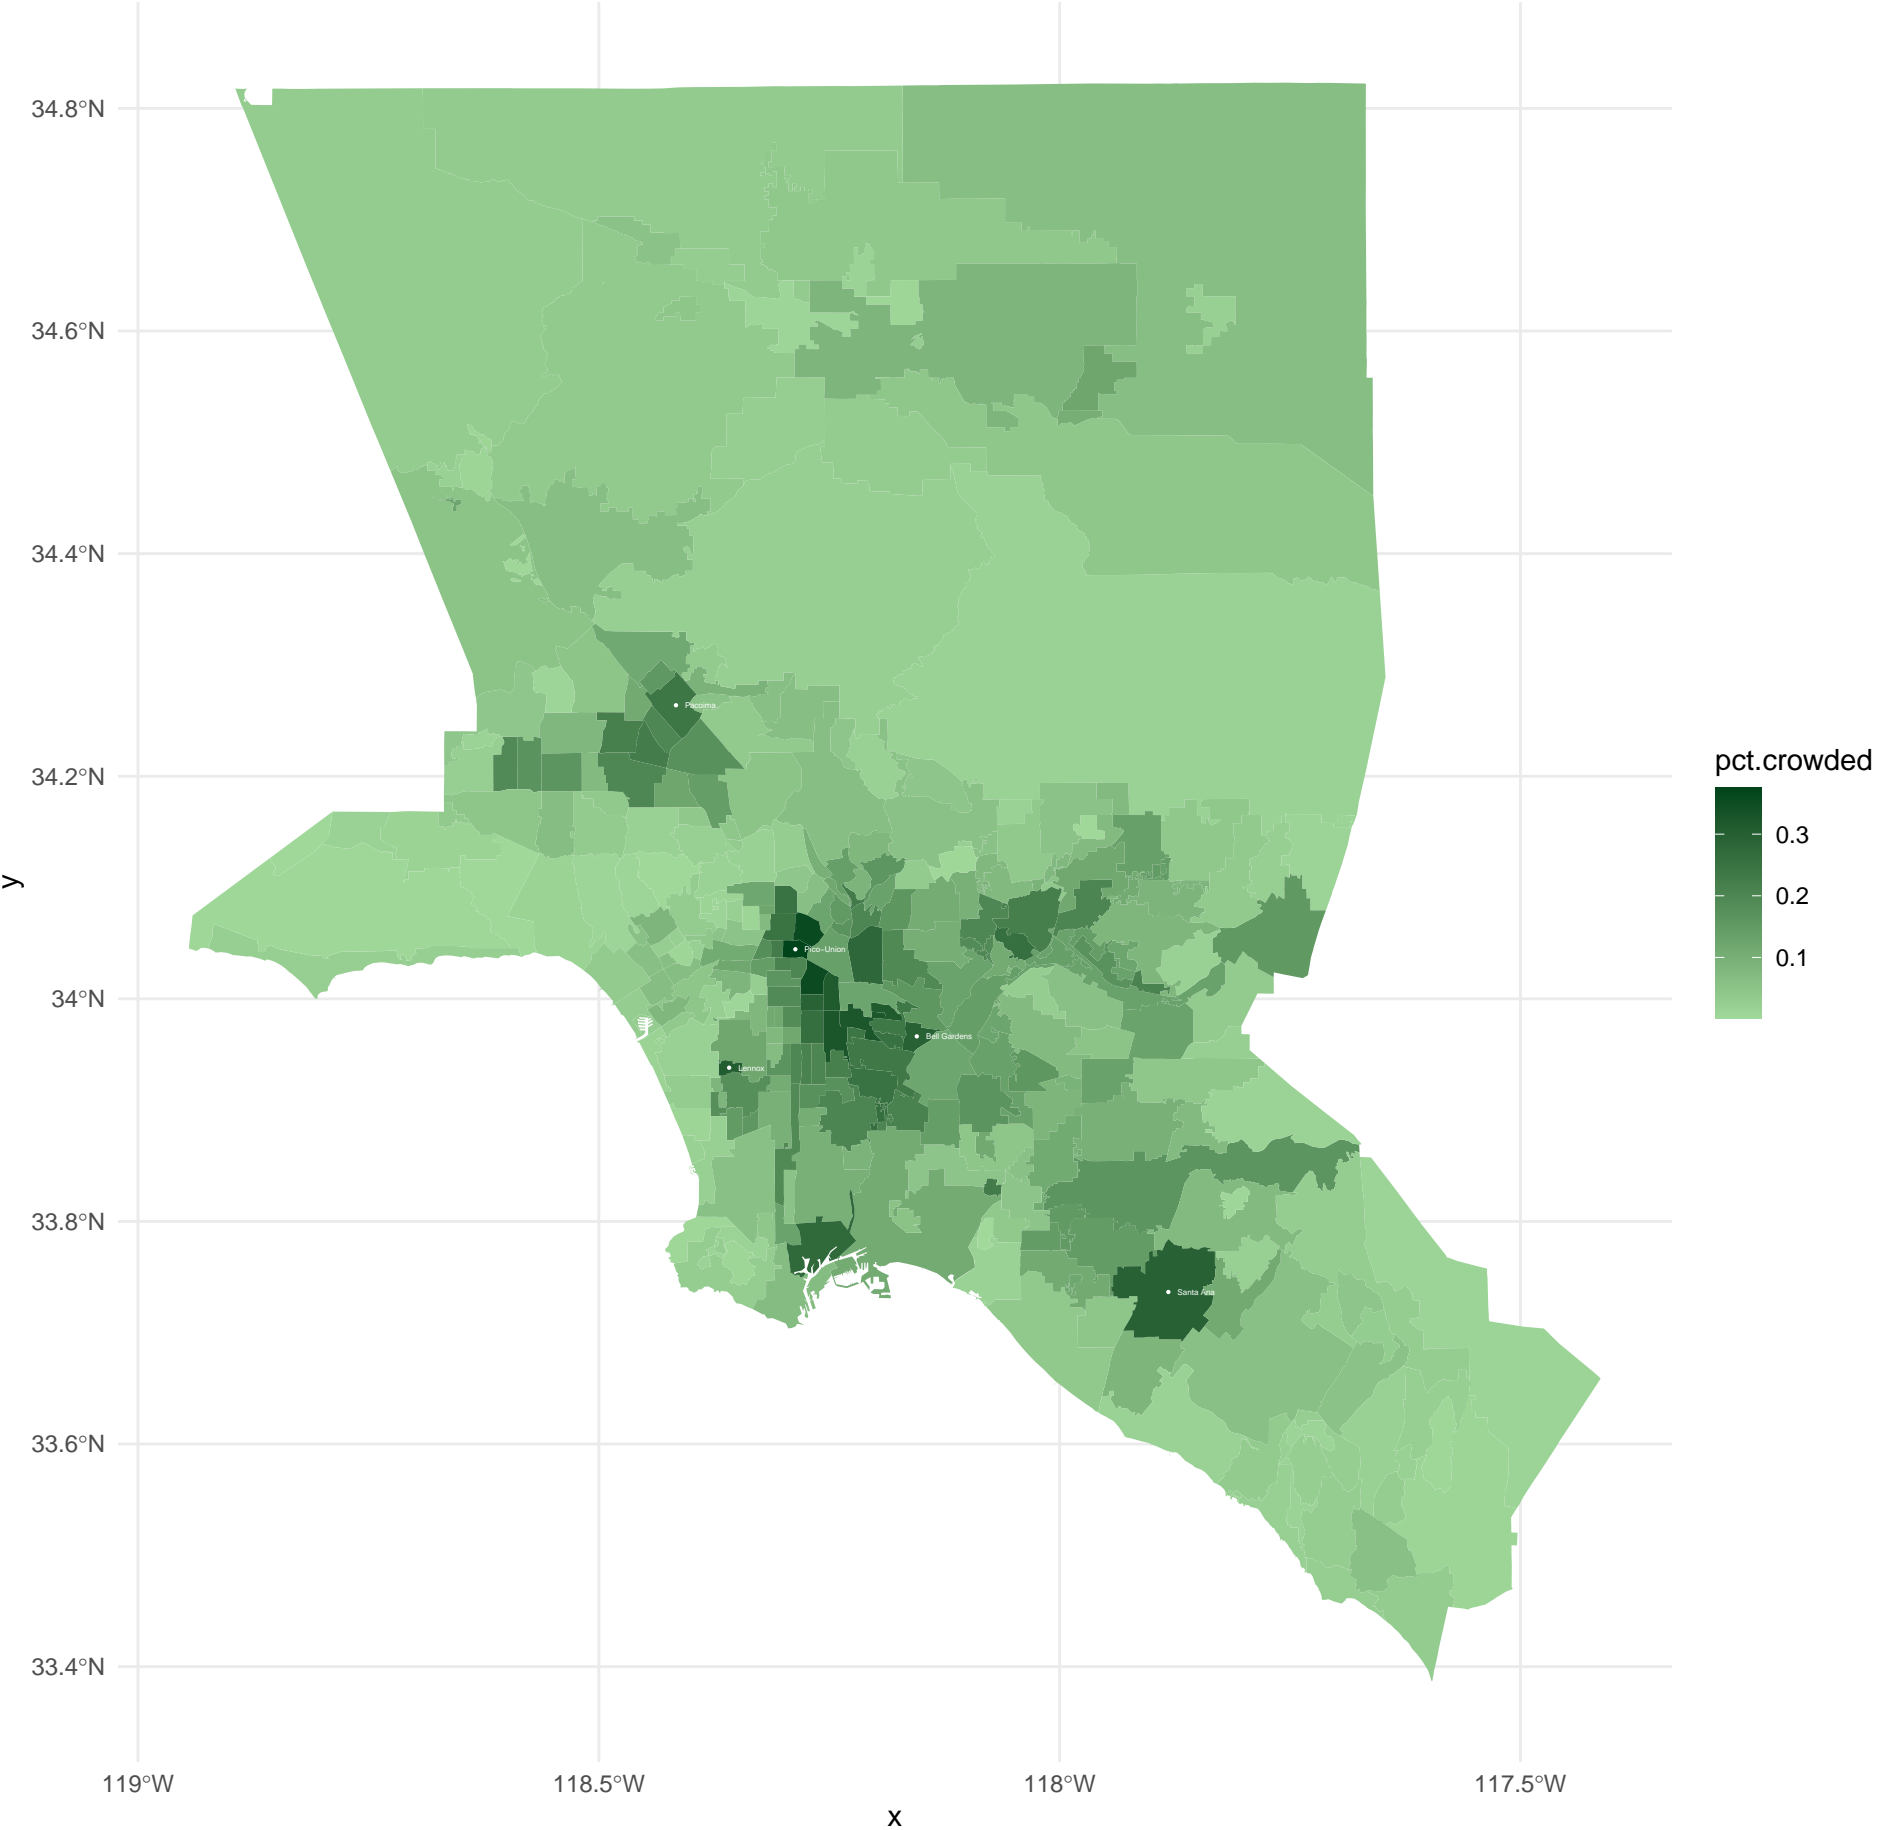 34.8°N
34.6°N
34.4°N
34.2°N
34°N
33.8°N
33.6°N
33.4°N
y
Pacoima
Pico-Union
Bell Gardens
Lennox
Santa Ana
119°W
118.5°W
118°W
117.5°W
x
pct.crowded
0.3
0.2
0.1